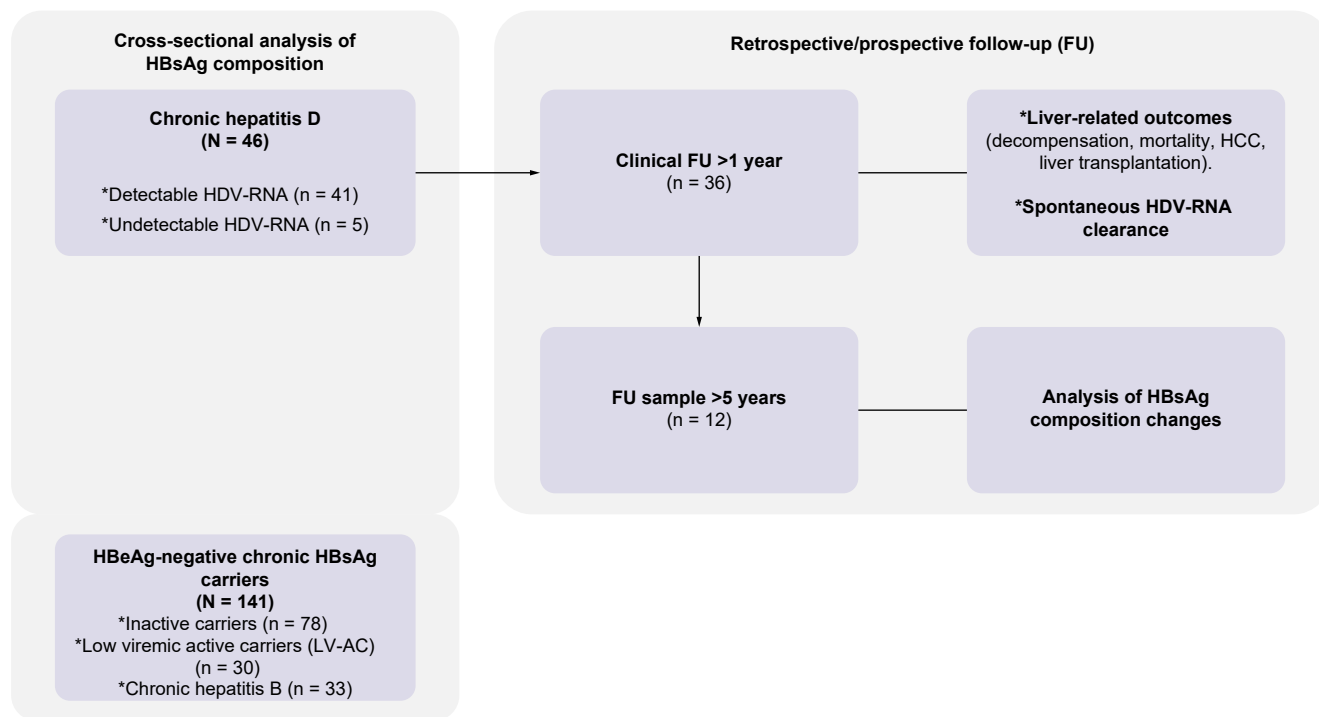 Cross-sectional analysis of
HBsAg composition
Chronic hepatitis D
(N = 46)
*Detectable HDV-RNA (n = 41)
*Undetectable HDV-RNA (n = 5)
Retrospective/prospective follow-up (FU)
Clinical FU >1 year
(n = 36)
*Liver-related outcomes
(decompensation, mortality, HCC,
liver transplantation).
*Spontaneous HDV-RNA
clearance
FU sample >5 years
(n = 12)
Analysis of HBsAg
composition changes
HBeAg-negative chronic HBsAg
carriers
(N = 141)
*Inactive carriers (n = 78)
*Low viremic active carriers (LV-AC)
(n = 30)
*Chronic hepatitis B (n = 33)